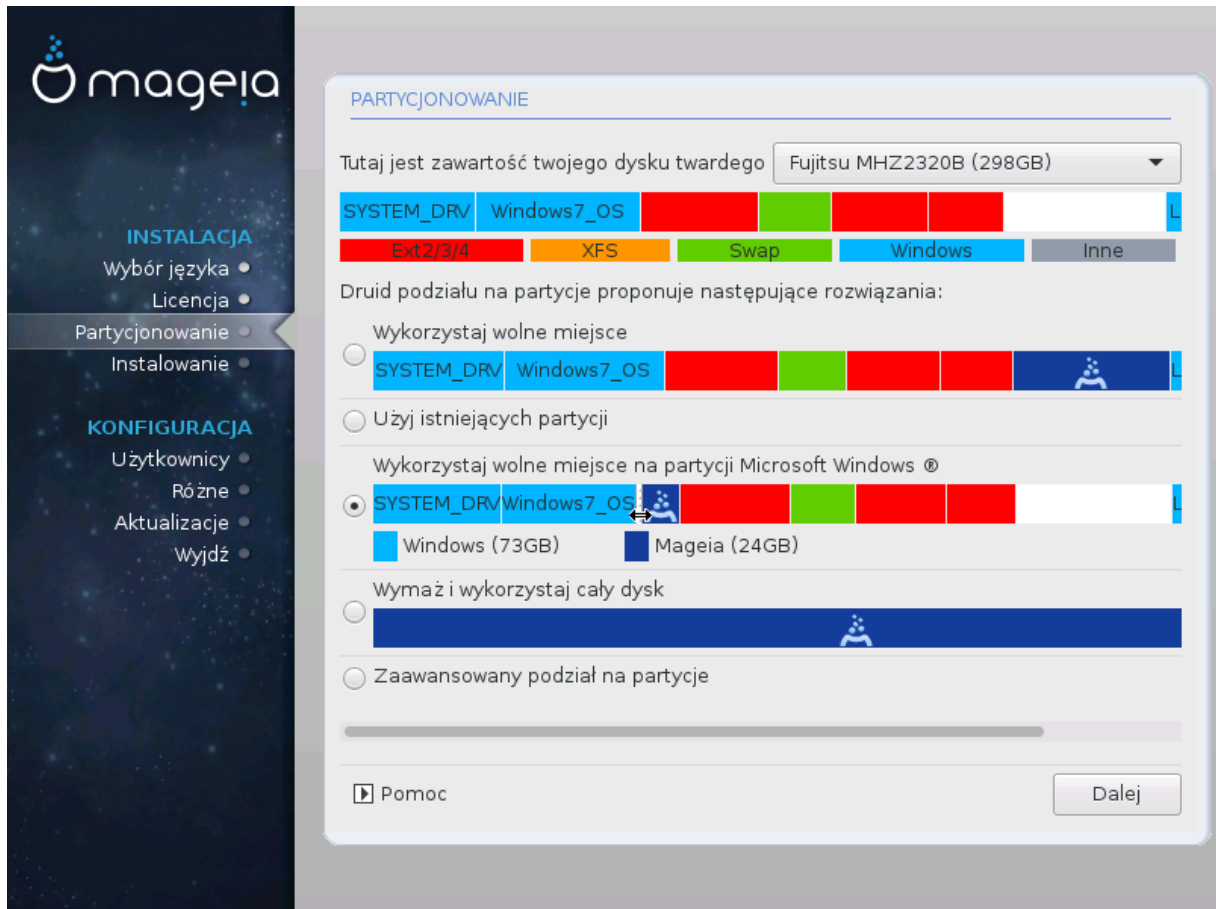 mageia
INSTALACJA
Wybór języka
Licencja
Partycjonowanie
Instalowanie
KONFIGURACJA
Użytkownicy
Różne
Aktualizacje
Wyjdź
PARTYCJONOWANIE
Tutaj jest zawartość twojego dysku twardego Fujitsu MHZ2320B (298GB)
SYSTEM_DRV Windows7_OS L
Ext2/3/4 XFS Swap Windows Inne
Druid podziału na partycje proponuje następujące rozwiązania:
Wykorzystaj wolne miejsce
SYSTEM_DRV Windows7_OS L
Użyj istniejących partycji
Wykorzystaj wolne miejsce na partycji Microsoft Windows ®
SYSTEM_DRV Windows7_OS L
Windows (73GB) Mageia (24GB)
Wymaż i wykorzystaj cały dysk
Zaawansowany podział na partycje
Pomoc Dalej